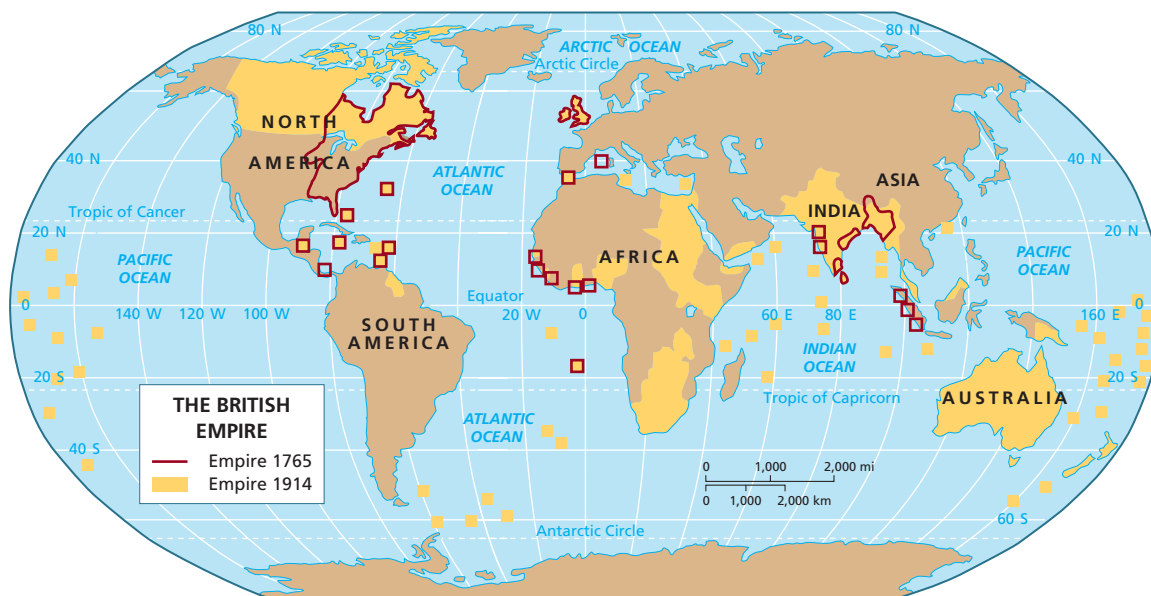 80 N
80 N
ARCTIC OCEAN
Arctic Circle
NORTH
AMERICA
40 N
40 N
ATLANTIC
OCEAN
ASIA
Tropic of Cancer
INDIA
20 N
20 N
PACIFIC
OCEAN
AFRICA
PACIFIC
OCEAN
0
Equator
0
140 W 120 W 100 W
20 W
0
60 E
80 E
160 E
SOUTH
AMERICA
INDIAN
OCEAN
20 S
20 S
Tropic of Capricorn
AUSTRALIA
ATLANTIC
OCEAN
THE BRITISH
EMPIRE
Empire 1765
Empire 1914
40 S
0 1,000 2,000 mi
0 1,000 2,000 km
60 S
Antarctic Circle